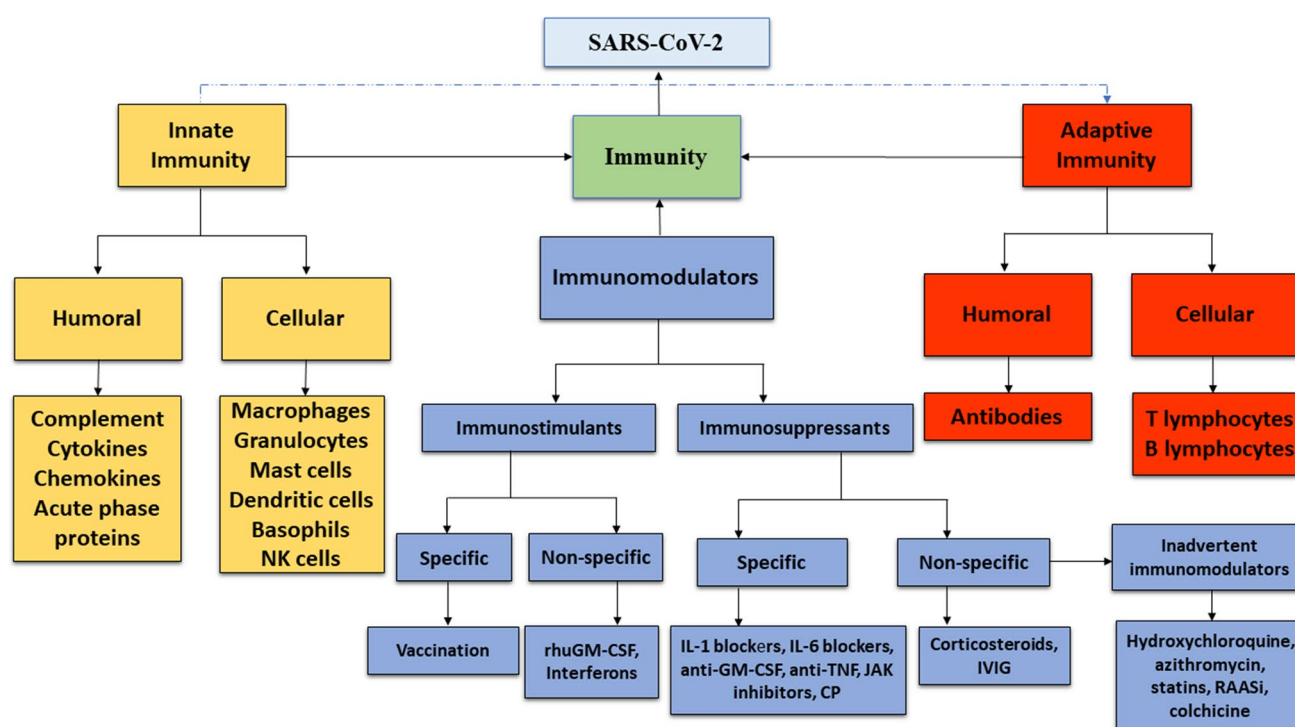 SARS-CoV-2
Innate
Immunity
Immunity
Adaptive
Immunity
Immunomodulators
Humoral
Cellular
Humoral
Cellular
Complement
Cytokines
Chemokines
Acute phase
proteins
Macrophages
Granulocytes
Mast cells
Dendritic cells
Basophils
NK cells
Immunostimulants
Immunosuppressants
Antibodies
T lymphocytes
B lymphocytes
Specific
Non-specific
Specific
Non-specific
Inadvertent
immunomodulators
Vaccination
rhuGM-CSF,
Interferons
IL-1 blockers, IL-6 blockers,
anti-GM-CSF, anti-TNF, JAK
inhibitors, CP
Corticosteroids,
IVIG
Hydroxychloroquine,
azithromycin,
statins, RAASi,
colchicine